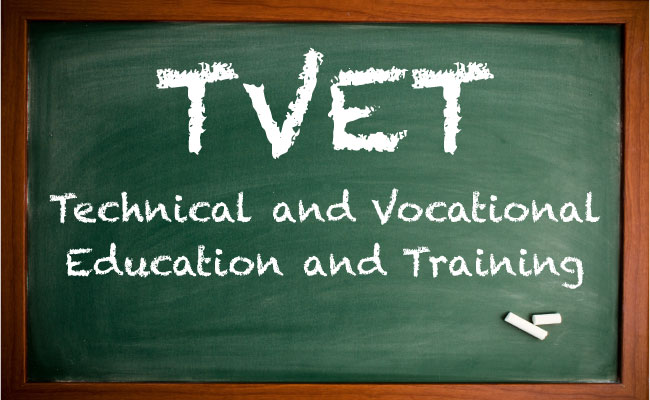 TVET
Technical and Vocational
Education and Training